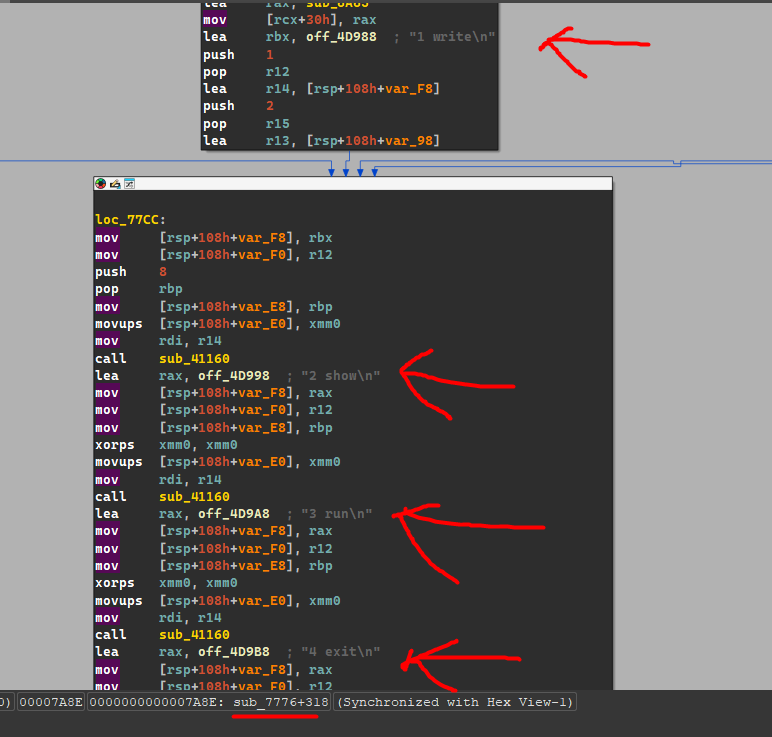 mov [rcx+30h], rax
lea rbx, off_4D988 ; "1 write\n"
push 1
pop r12
lea r14, [rsp+108h+var_F8]
push 2
pop r15
lea r13, [rsp+108h+var_98]
loc_77CC:
mov [rsp+108h+var_F8], rbx
mov [rsp+108h+var_F0], r12
push 8
pop rbp
mov [rsp+108h+var_E8], rbp
movups [rsp+108h+var_E0], xmm0
mov rdi, r14
call sub_41160
lea rax, off_4D998 ; "2 show\n"
mov [rsp+108h+var_F8], rax
mov [rsp+108h+var_F0], r12
mov [rsp+108h+var_E8], rbp
xorps xmm0, xmm0
movups [rsp+108h+var_E0], xmm0
mov rdi, r14
call sub_41160
lea rax, off_4D9A8 ; "3 run\n"
mov [rsp+108h+var_F8], rax
mov [rsp+108h+var_F0], r12
mov [rsp+108h+var_E8], rbp
xorps xmm0, xmm0
movups [rsp+108h+var_E0], xmm0
mov rdi, r14
call sub_41160
lea rax, off_4D9B8 ; "4 exit\n"
mov [rsp+108h+var_F8], rax
mov [rsp+108h+var_F0], r12
0) 00007A8E 0000000000007A8E: sub_7776+318 (Synchronized with Hex View-1)